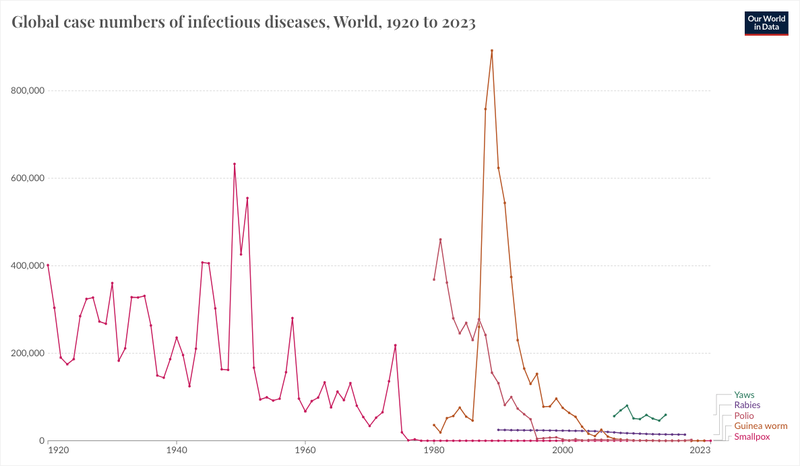 Global case numbers of infectious diseases, World, 1920 to 2023
Our World
in Data
800,000
600,000
400,000
200,000
0
1920
1940
1960
1980
2000
2023
Yaws
Rabies
Polio
Guinea worm
Smallpox